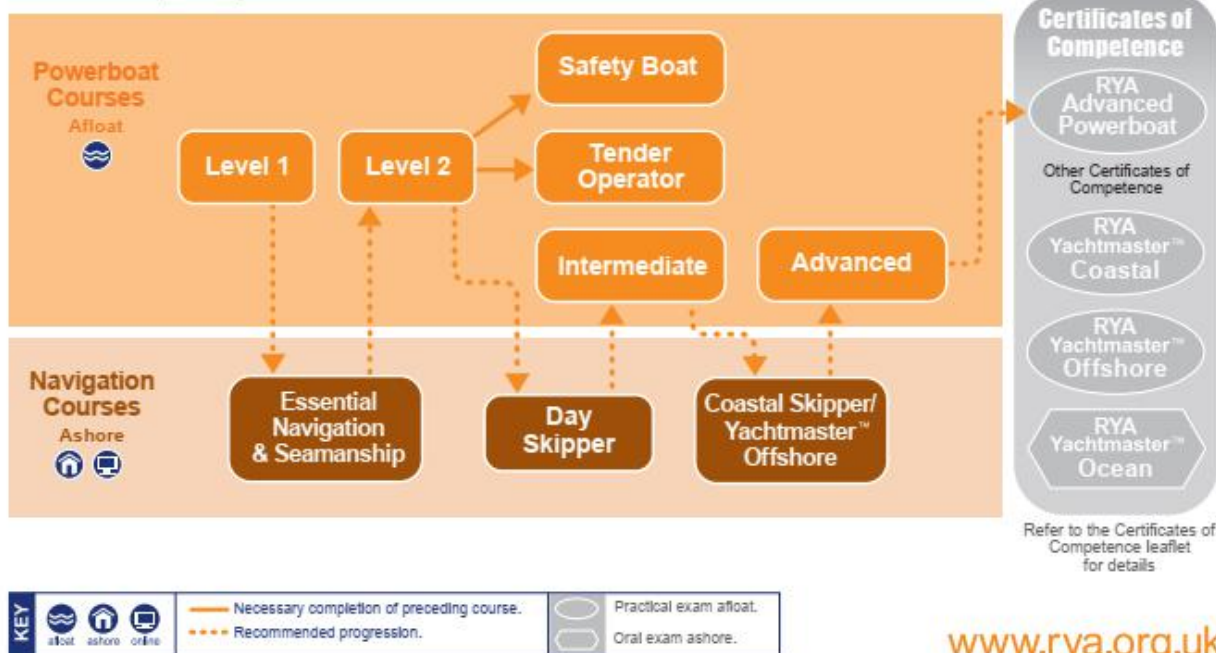 Powerboat
Courses
Afloat
Level 1
Level 2
Safety Boat
Tender
Operator
Intermediate
Advanced
Navigation
Courses
Ashore
Essential
Navigation
& Seamanship
Day
Skipper
Coastal Skipper/
Yachtmaster™
Offshore
Certificates of
Competence
RYA
Advanced
Powerboat
Other Certificates of
Competence
RYA
Yachtmaster™
Coastal
RYA
Yachtmaster™
Offshore
RYA
Yachtmaster™
Ocean
Refer to the Certificates of
Competence leaflet
for details
KEY
afloat ashore online
Necessary completion of preceding course.
Recommended progression.
Practical exam afloat.
Oral exam ashore.
www.rya.org.uk